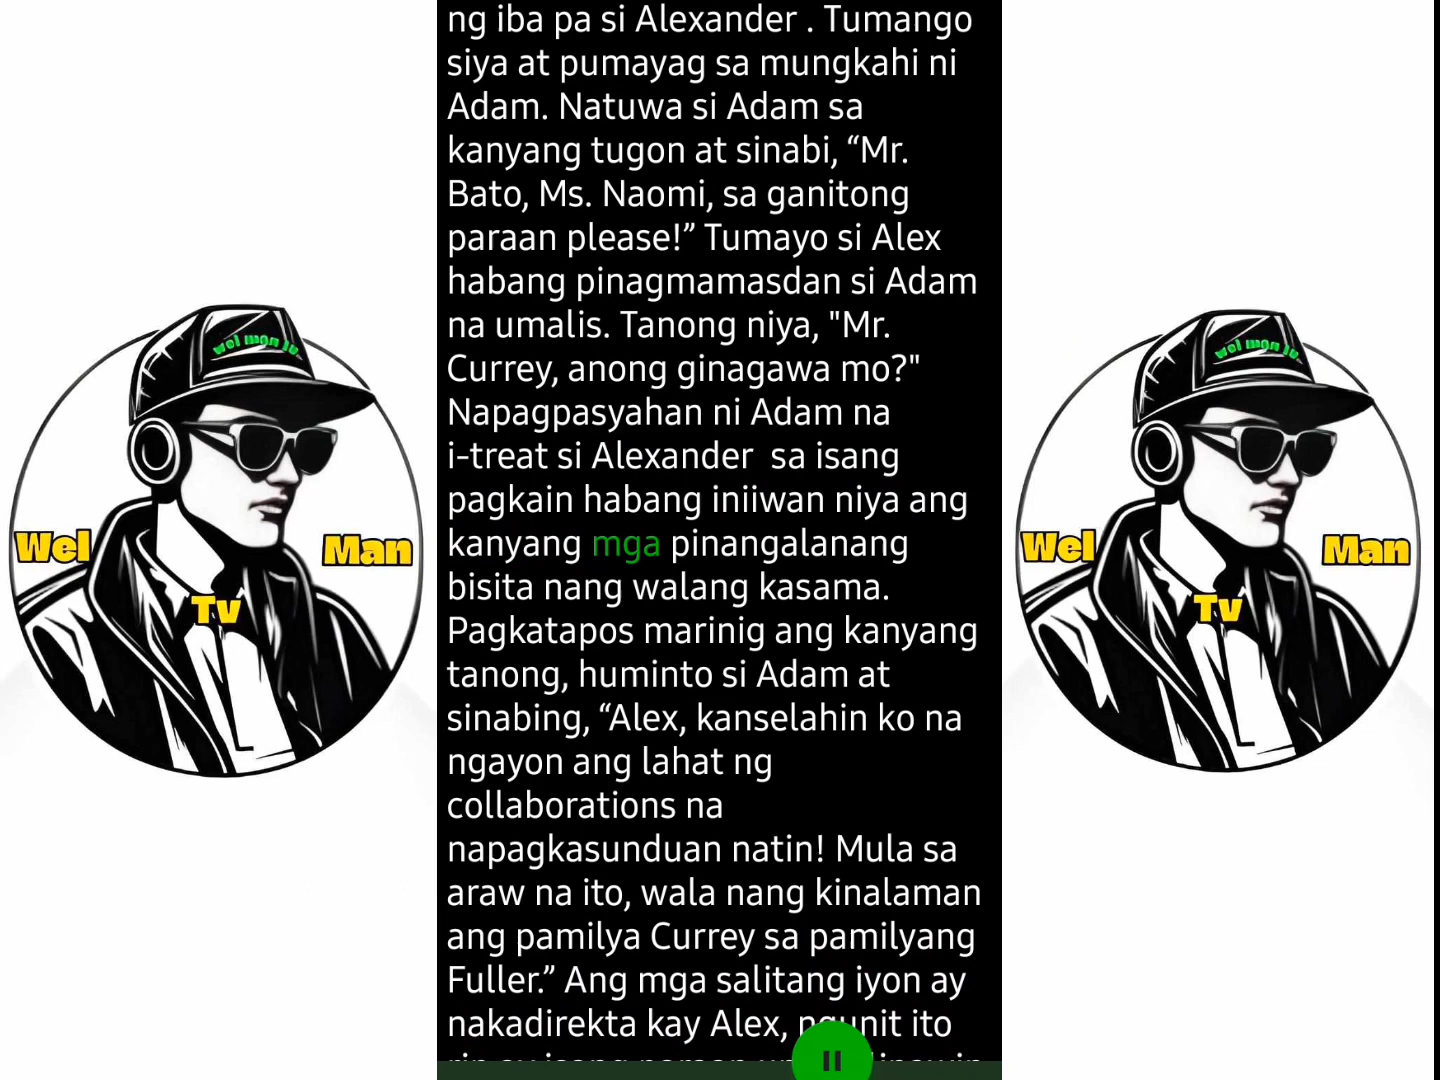 ng iba pa si Alexander . Tumango
siya at pumayag sa mungkahi ni
Adam. Natuwa si Adam sa
kanyang tugon at sinabi, “Mr.
Bato, Ms. Naomi, sa ganitong
paraan please!” Tumayo si Alex
habang pinagmamasdan si Adam
na umalis. Tanong niya, "Mr.
Currey, anong ginagawa mo?"
Napagpasyahan ni Adam na
i-treat si Alexander  sa isang
pagkain habang iniiwan niya ang
kanyang mga pinangalanang
bisita nang walang kasama.
Pagkatapos marinig ang kanyang
tanong, huminto si Adam at
sinabing, “Alex, kanselahin ko na
ngayon ang lahat ng
collaborations na
napagkasunduan natin! Mula sa
araw na ito, wala nang kinalaman
ang pamilya Currey sa pamilyang
Fuller.” Ang mga salitang iyon ay
nakadirekta kay Alex, ngunit ito
wel man tv
Wel Man
Tv
wel man tv
Wel Man
Tv